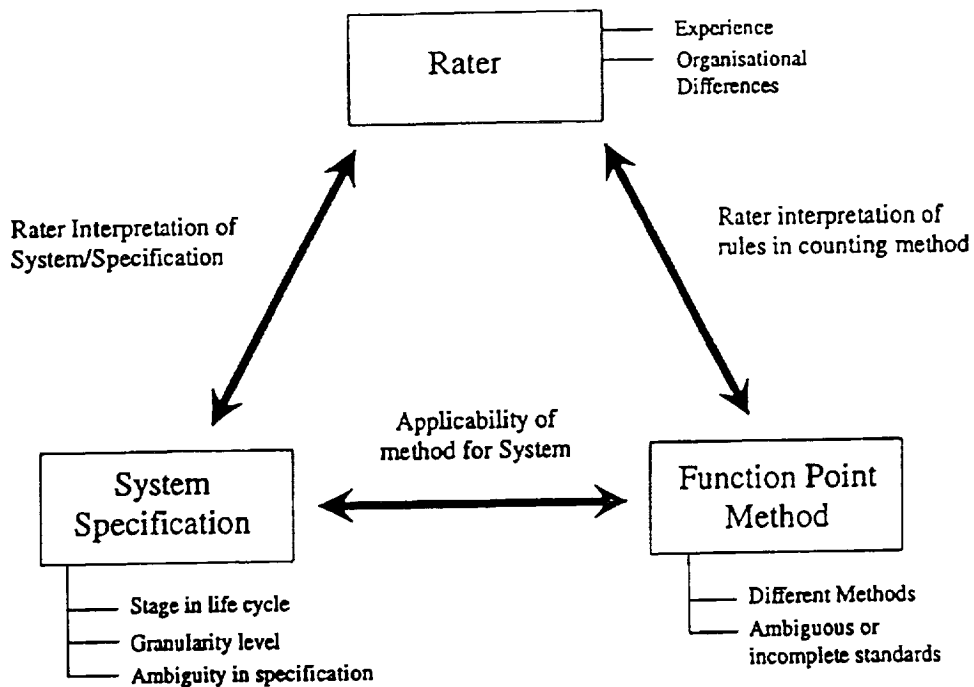 Rater
Experience
Organisational
Differences
Rater Interpretation of
System/Specification
Rater interpretation of
rules in counting method
Applicability of
method for System
System
Specification
Function Point
Method
Stage in life cycle
Granularity level
Ambiguity in specification
Different Methods
Ambiguous or
incomplete standards